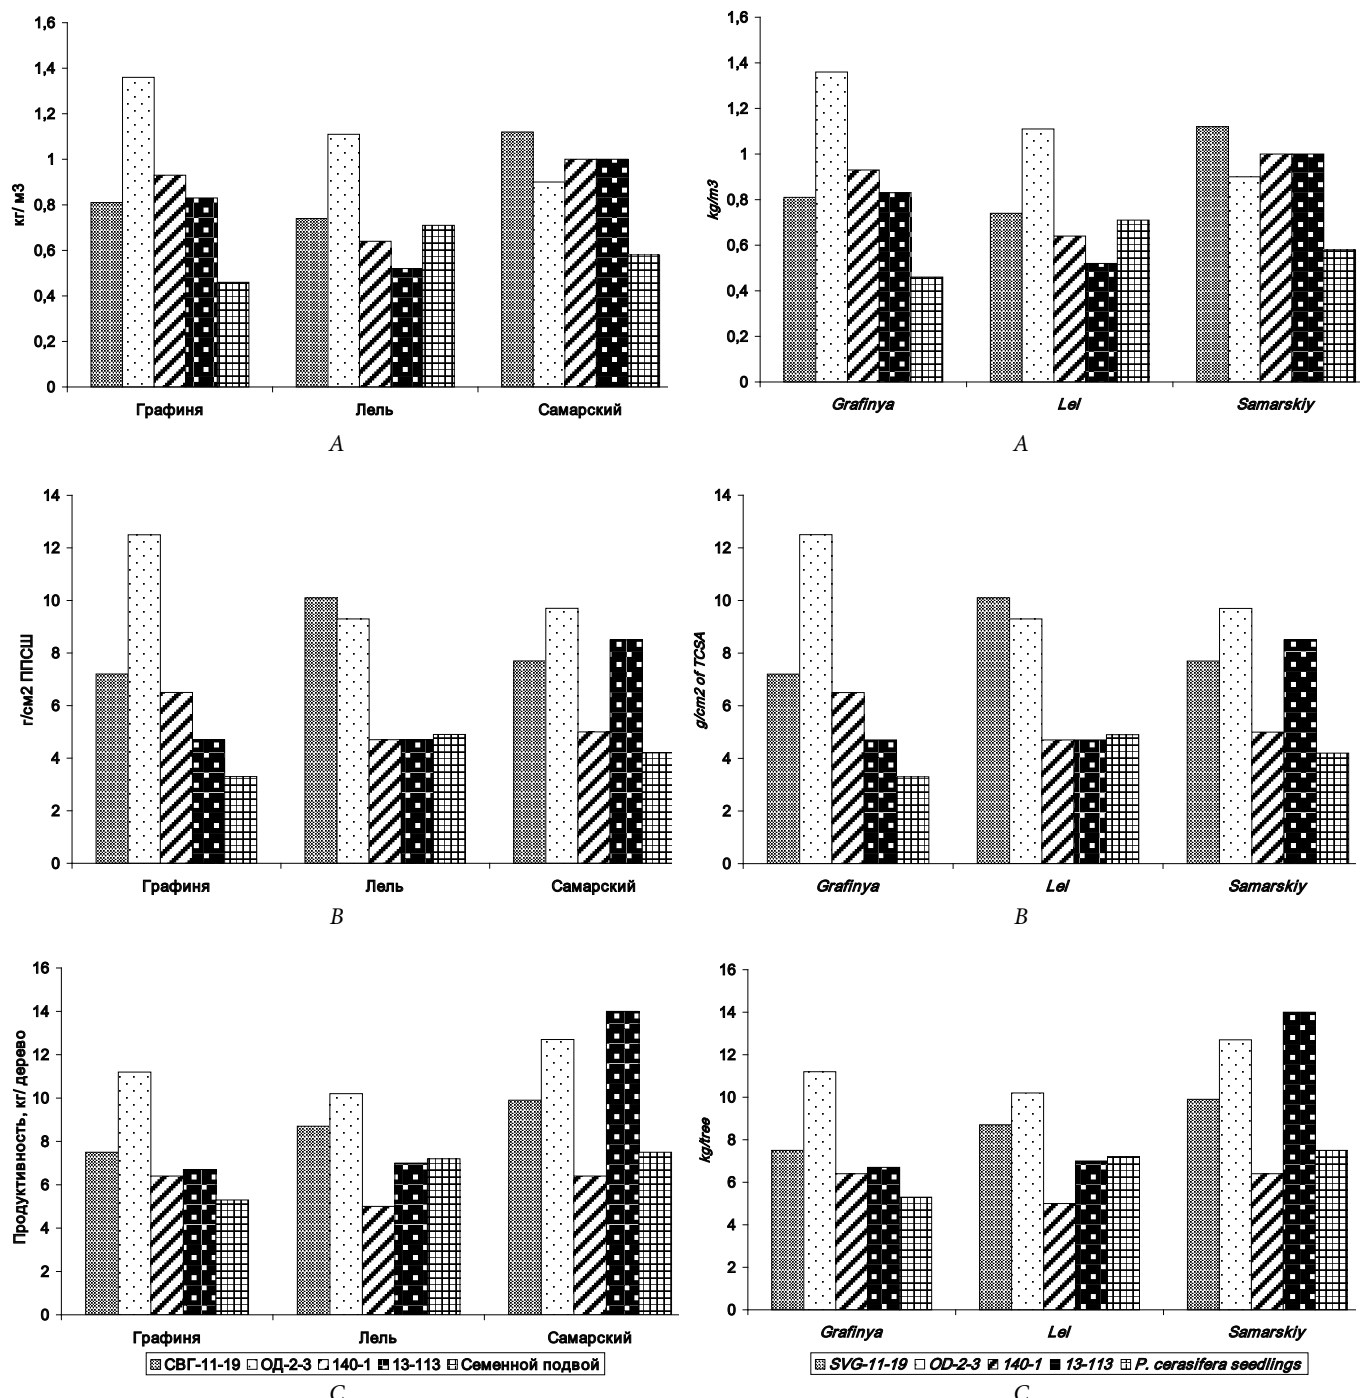 1,6
1,4
1,2
1
0,8
0,6
0,4
0,2
0
кг/ м3
Графиня Лель Самарский
A
1,6
1,4
1,2
1
0,8
0,6
0,4
0,2
0
kg/m3
Grafinya Lel Samarskiy
A
14
12
10
8
6
4
2
0
г/см2 ППСШ
Графиня Лель Самарский
B
14
12
10
8
6
4
2
0
g/cm2 of TCSA
Grafinya Lel Samarskiy
B
16
14
12
10
8
6
4
2
0
Продуктивность, кг/ дерево
Графиня Лель Самарский
СВГ-11-19 ОД-2-3 140-1 13-113 Семенной подвой
C
16
14
12
10
8
6
4
2
0
kg/tree
Grafinya Lel Samarskiy
SVG-11-19 OD-2-3 140-1 13-113 P. cerasifera seedlings
C